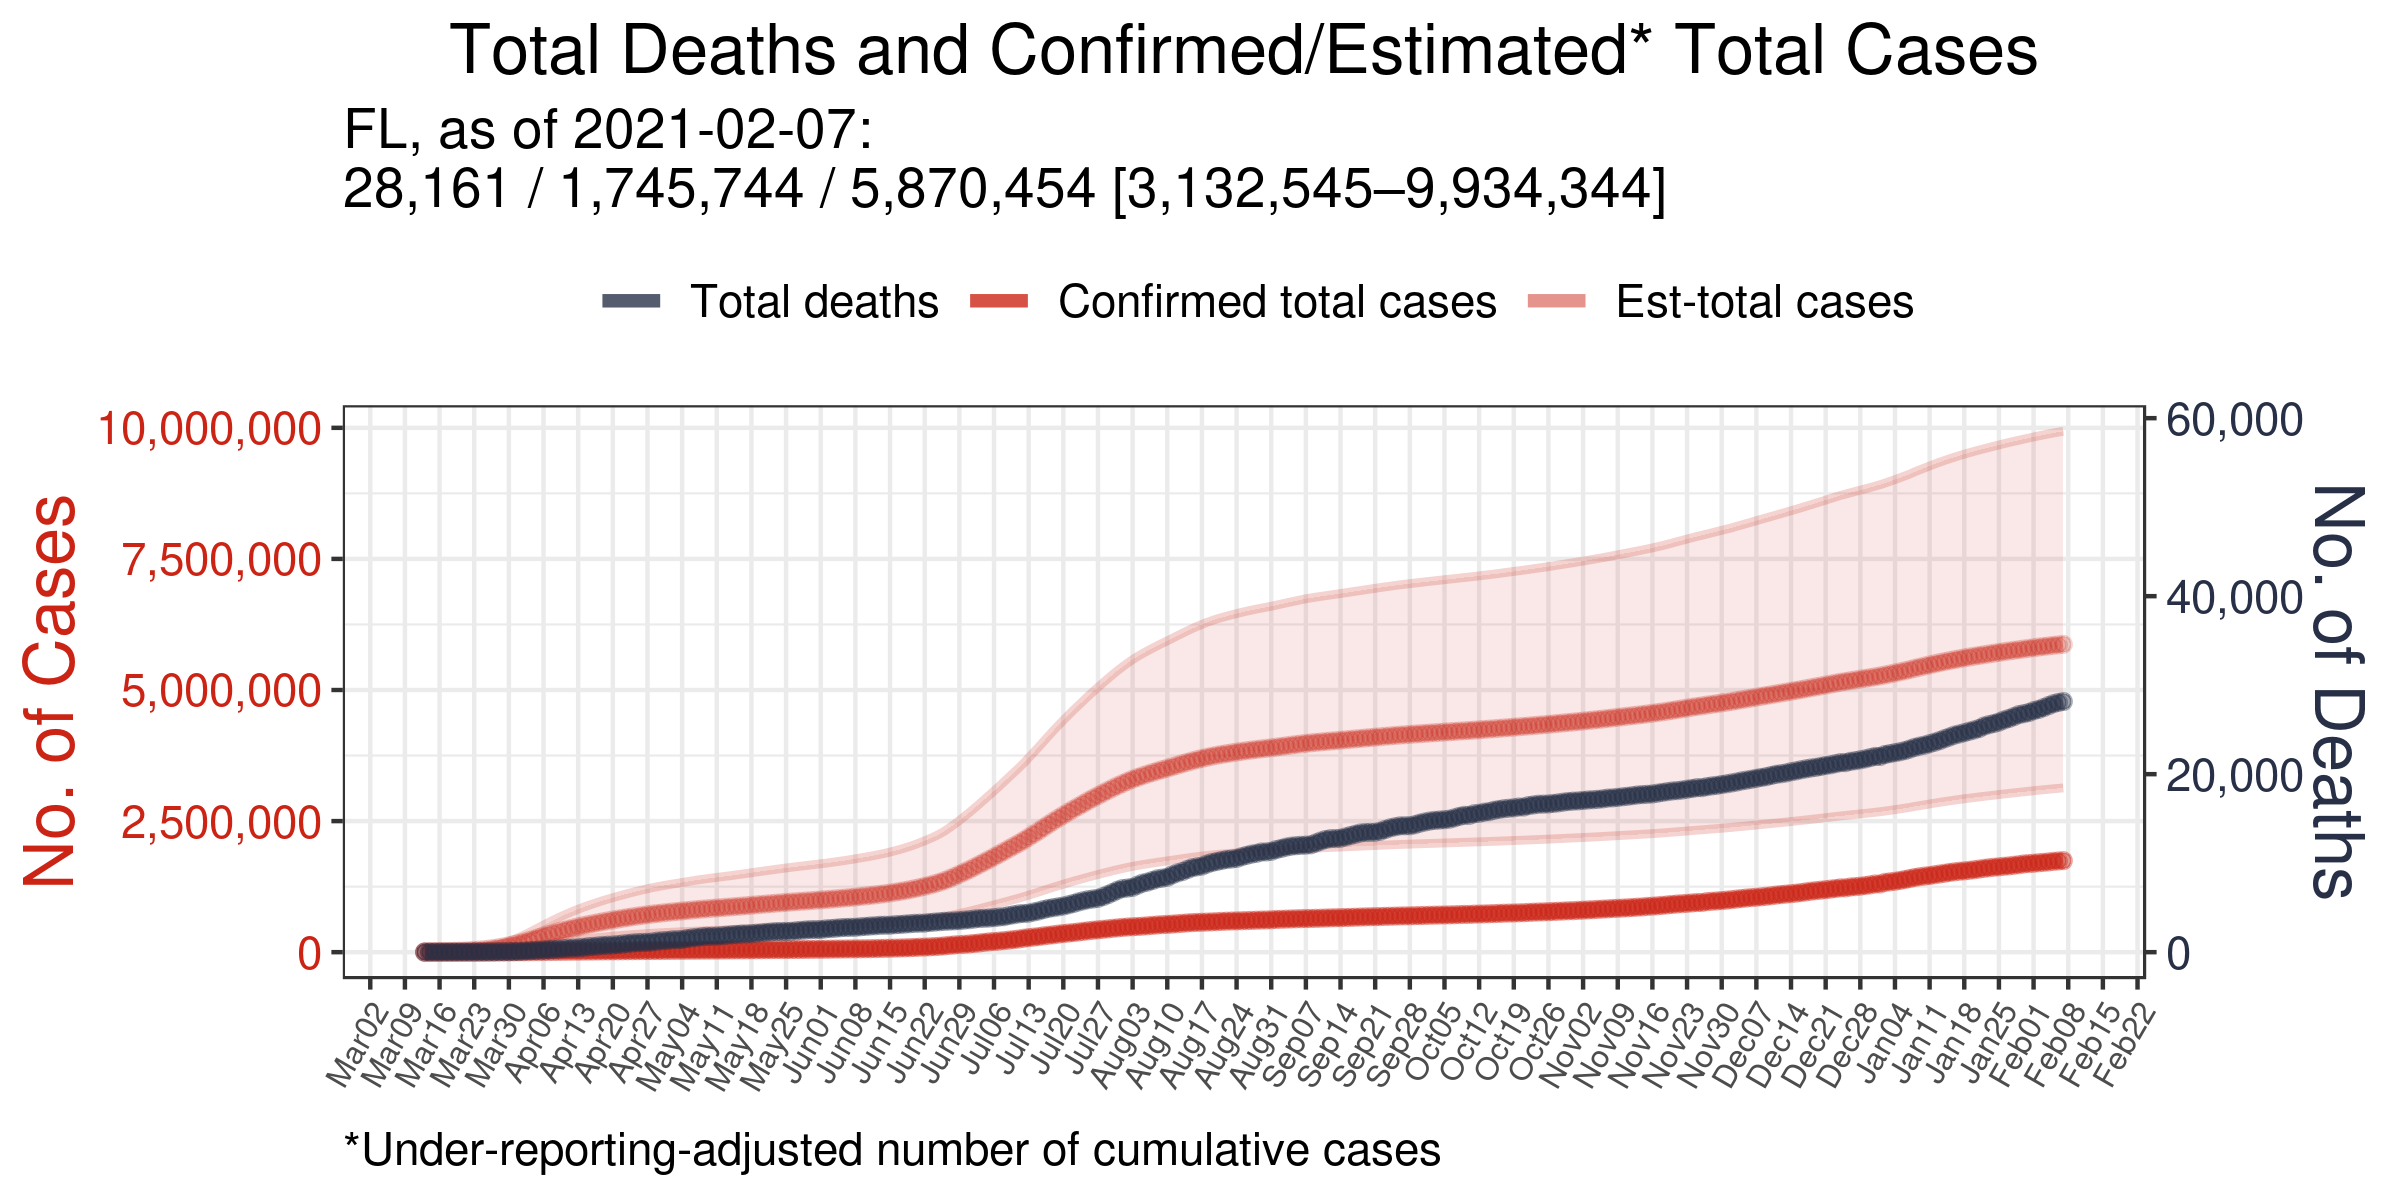 Total Deaths and Confirmed/Estimated* Total Cases
FL, as of 2021-02-07:
28,161 / 1,745,744 / 5,870,454 [3,132,545–9,934,344]
Total deaths
Confirmed total cases
Est-total cases
No. of Cases
10,000,000
7,500,000
5,000,000
2,500,000
0
60,000
40,000
20,000
0
No. of Deaths
Mar02
Mar09
Mar16
Mar23
Mar30
Apr06
Apr13
Apr20
Apr27
May04
May11
May18
May25
Jun01
Jun08
Jun15
Jun22
Jun29
Jul06
Jul13
Jul20
Jul27
Aug03
Aug10
Aug17
Aug24
Aug31
Sep07
Sep14
Sep21
Sep28
Oct05
Oct12
Oct19
Oct26
Nov02
Nov09
Nov16
Nov23
Nov30
Dec07
Dec14
Dec21
Dec28
Jan04
Jan11
Jan18
Jan25
Feb01
Feb08
Feb15
Feb22
*Under-reporting-adjusted number of cumulative cases